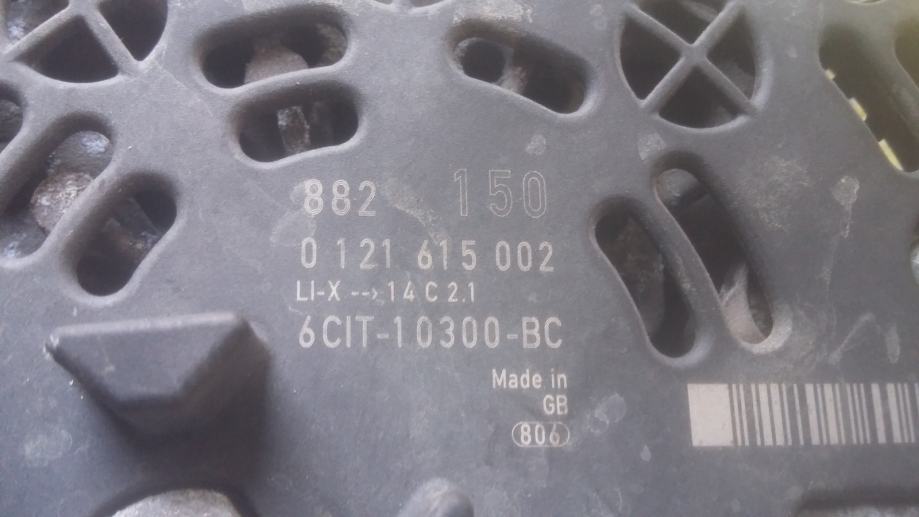 882 150
0 121 615 002
LI-X --> 14 C 2.1
6CIT-10300-BC
Made in
GB
806